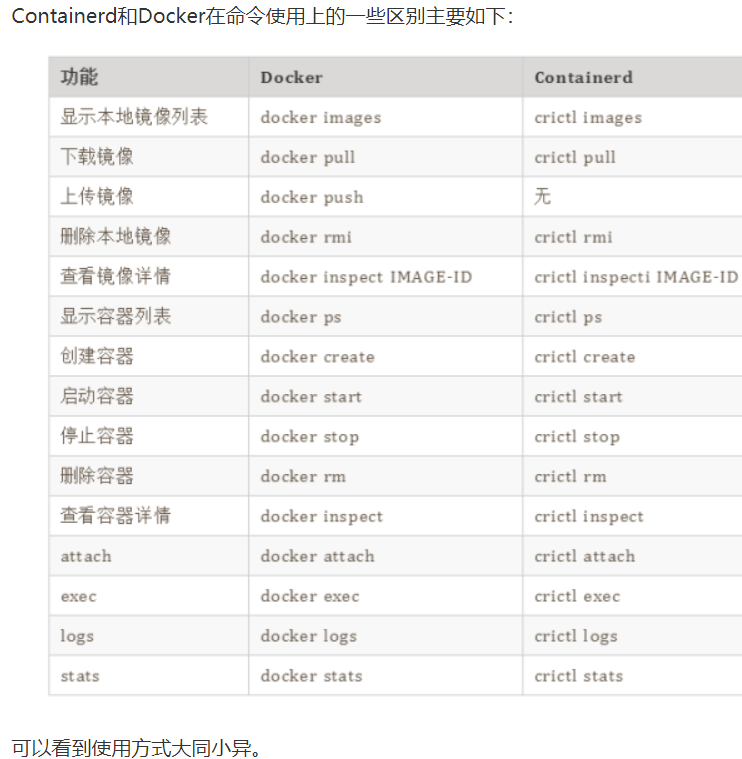 Containerd和Docker在命令使用上的一些区别主要如下：
功能 Docker Containerd
显示本地镜像列表 docker images crictl images
下载镜像 docker pull crictl pull
上传镜像 docker push 无
删除本地镜像 docker rmi crictl rmi
查看镜像详情 docker inspect IMAGE-ID crictl inspecti IMAGE-ID
显示容器列表 docker ps crictl ps
创建容器 docker create crictl create
启动容器 docker start crictl start
停止容器 docker stop crictl stop
删除容器 docker rm crictl rm
查看容器详情 docker inspect crictl inspect
attach docker attach crictl attach
exec docker exec crictl exec
logs docker logs crictl logs
stats docker stats crictl stats
可以看到使用方式大同小异。